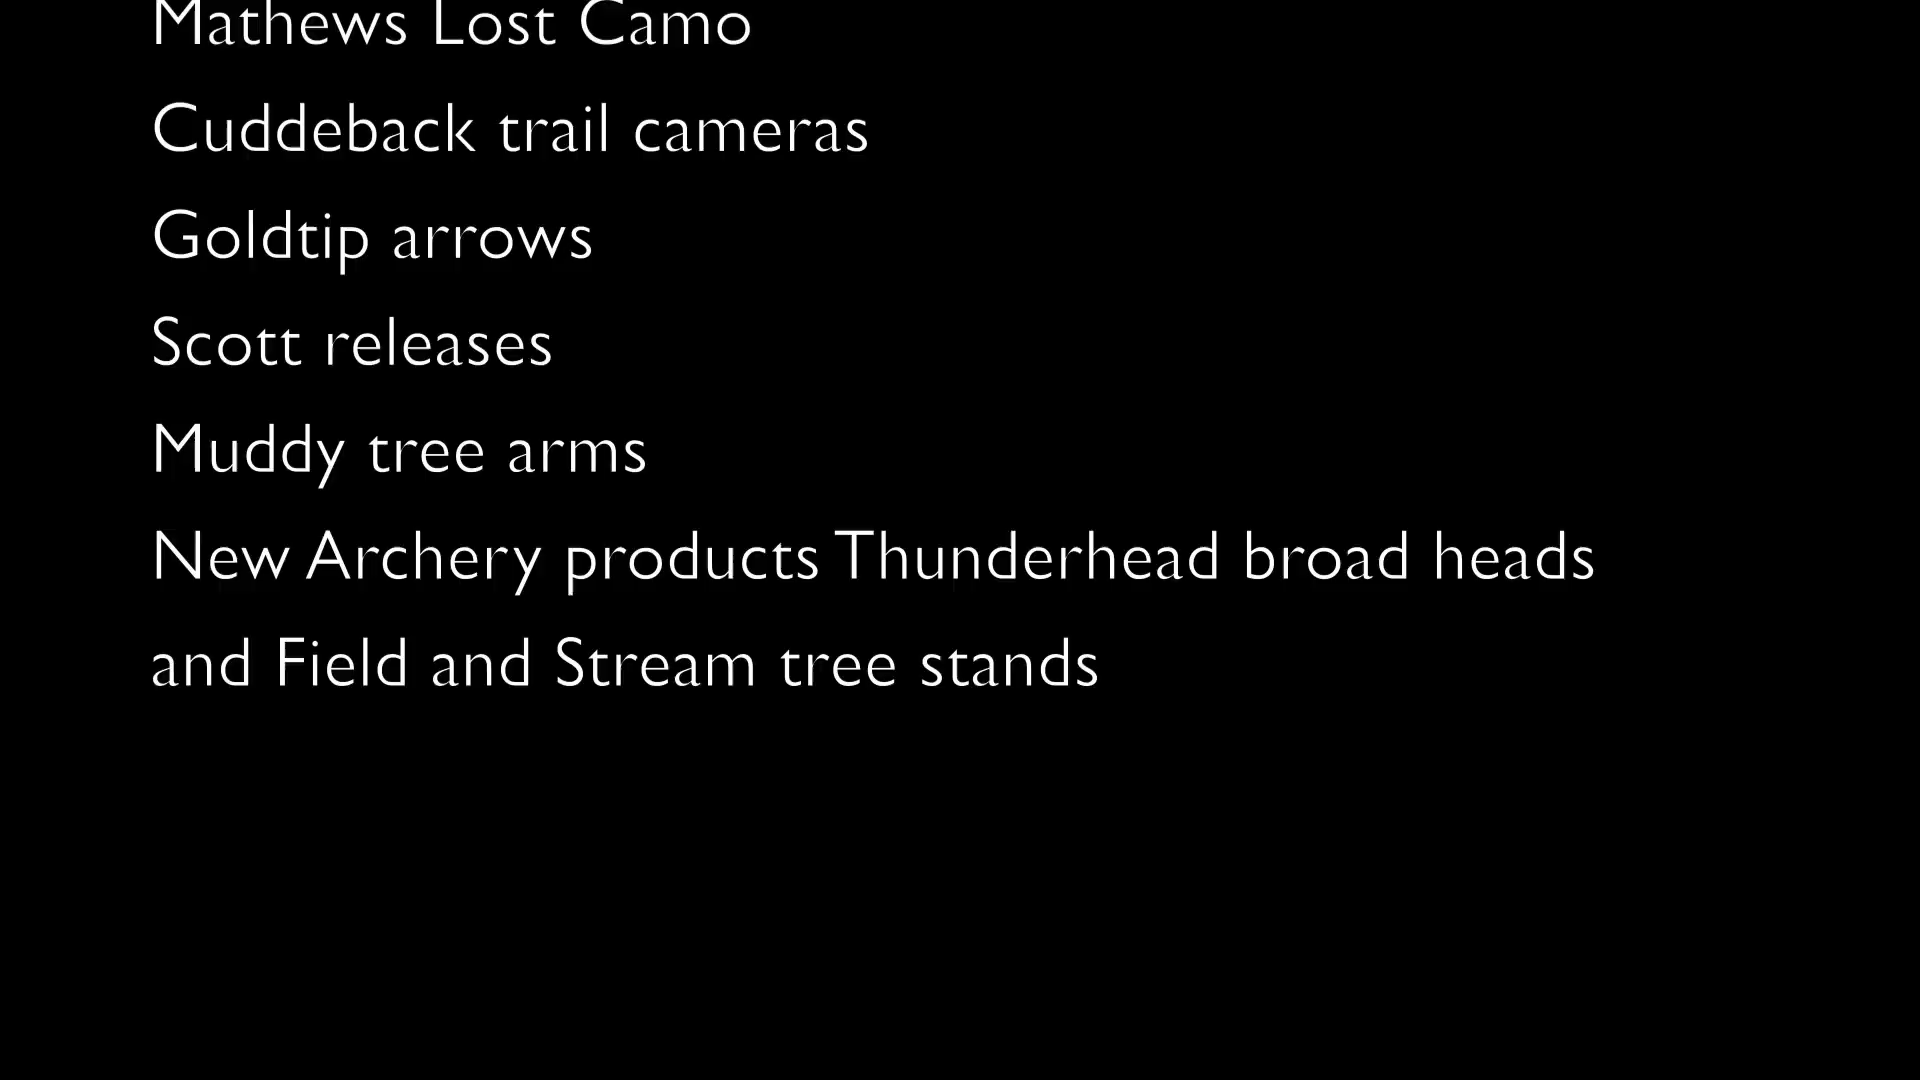 Mathews Lost Camo
Cuddeback trail cameras
Goldtip arrows
Scott releases
Muddy tree arms
New Archery products Thunderhead broad heads
and Field and Stream tree stands